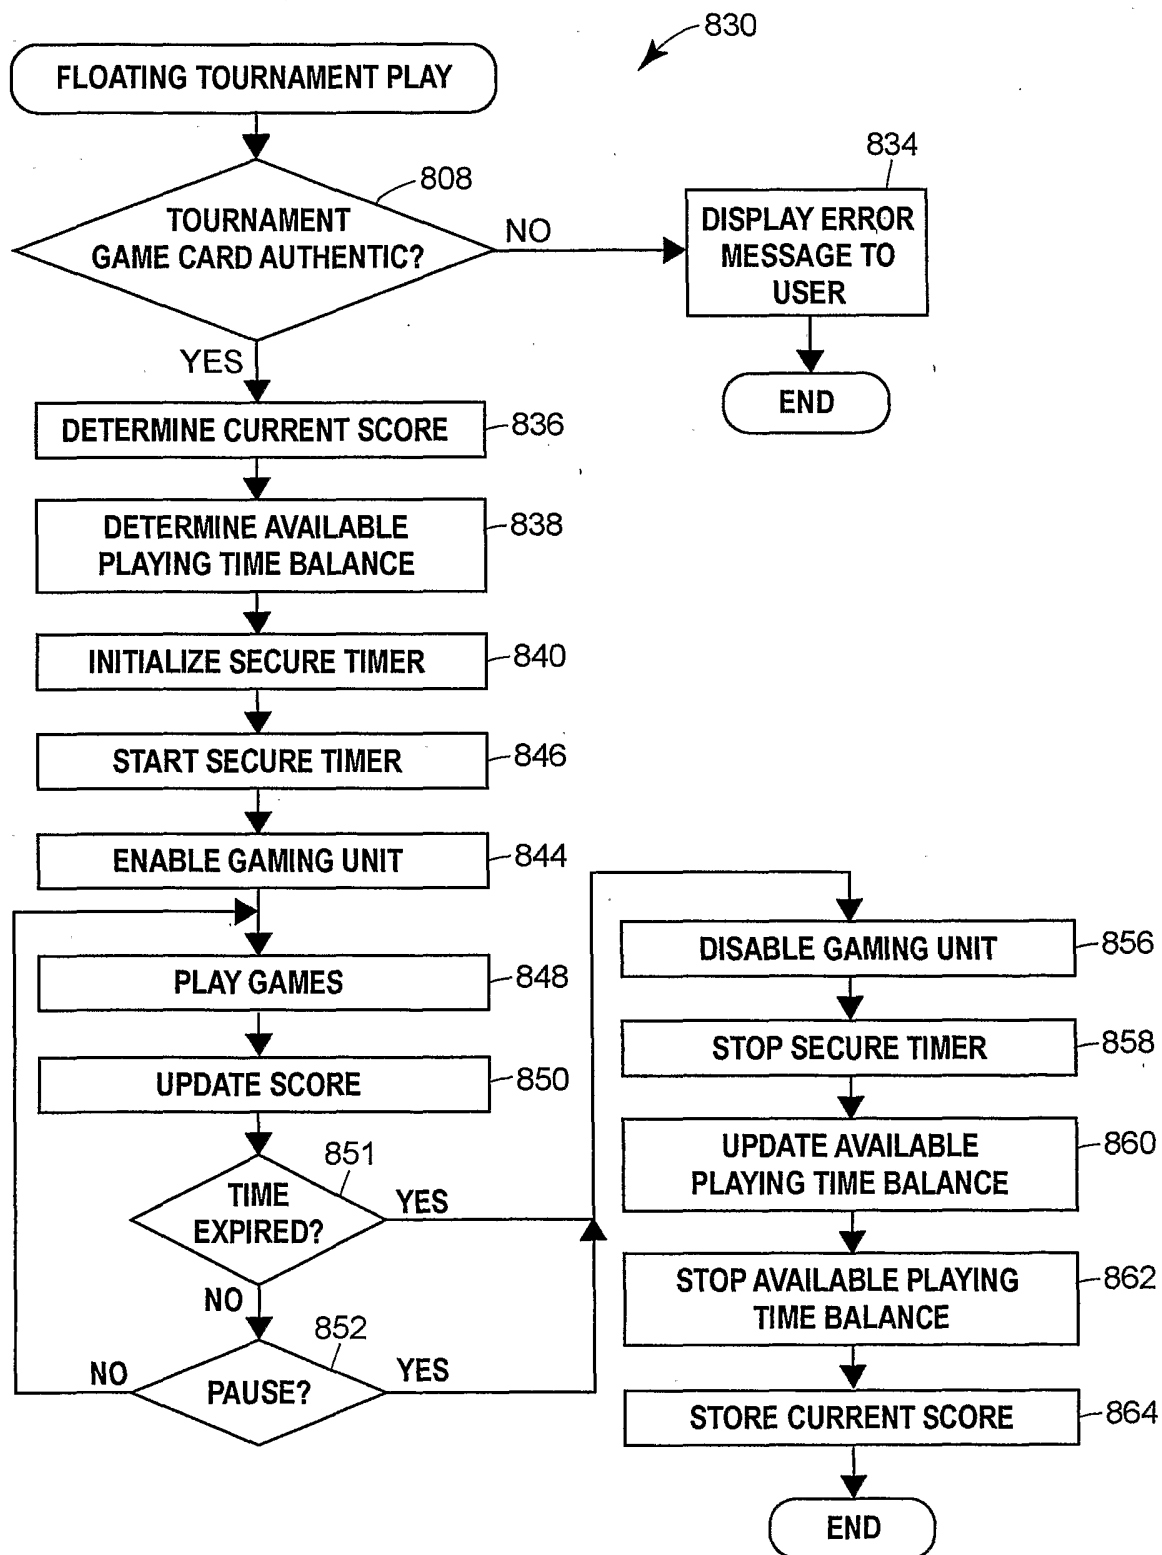 830
FLOATING TOURNAMENT PLAY
808
TOURNAMENT
GAME CARD AUTHENTIC?
NO
834
DISPLAY ERROR
MESSAGE TO
USER
END
YES
DETERMINE CURRENT SCORE
836
DETERMINE AVAILABLE
PLAYING TIME BALANCE
838
INITIALIZE SECURE TIMER
840
START SECURE TIMER
846
ENABLE GAMING UNIT
844
PLAY GAMES
848
UPDATE SCORE
850
TIME
EXPIRED?
851
YES
NO
852
PAUSE?
NO
YES
DISABLE GAMING UNIT
856
STOP SECURE TIMER
858
UPDATE AVAILABLE
PLAYING TIME BALANCE
860
STOP AVAILABLE PLAYING
TIME BALANCE
862
STORE CURRENT SCORE
864
END